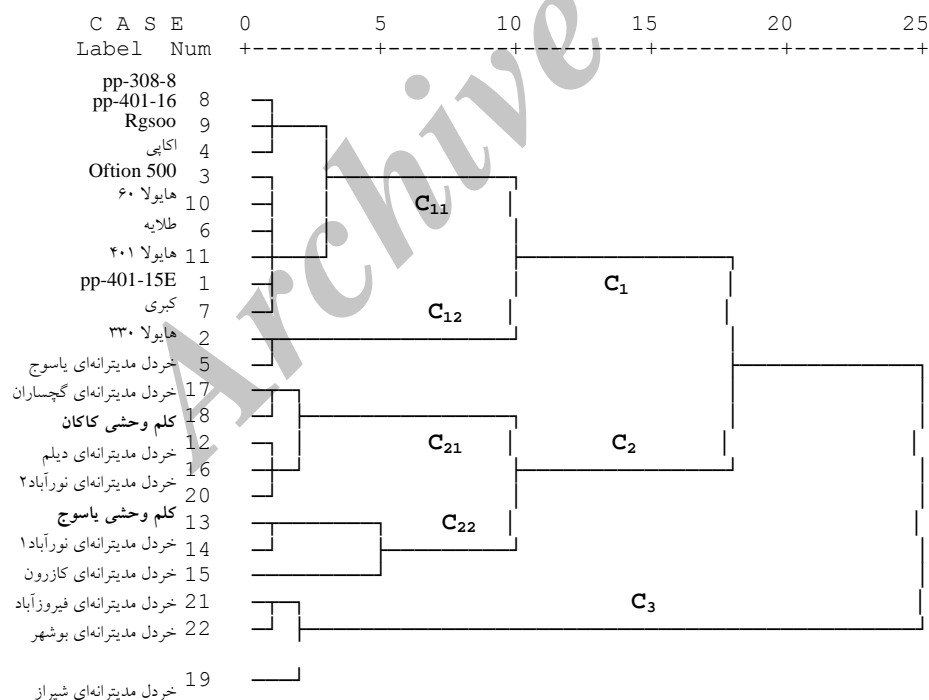 C A S E 0 5 10 15 20 25
Label Num +---------+---------+---------+---------+---------+
pp-308-8
pp-401-16 8
Rgsoo 9
اکاپی 4
Oftion 500 3
هایولا ۶۰ 10
طلایه 6
هایولا ۴۰۱ 11
pp-401-15E 1
کبری 7
هایولا ۳۳۰ 2
خردل مدیترانه‌ای یاسوج 5
خردل مدیترانه‌ای گچساران 17
کلم وحشی کاکان 18
خردل مدیترانه‌ای دیلم 12
خردل مدیترانه‌ای نورآباد۲ 16
20
کلم وحشی یاسوج 13
خردل مدیترانه‌ای نورآباد۱ 14
خردل مدیترانه‌ای کازرون 15
خردل مدیترانه‌ای فیروزآباد 21
خردل مدیترانه‌ای بوشهر 22
خردل مدیترانه‌ای شیراز 19
C11
C1
C12
C21 C2
C22
C3
Archive